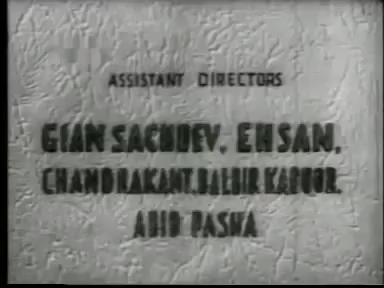 ASSISTANT DIRECTORS
GIAN SACHDEV, EHSAN,
CHANDRAKANT, BALBIR KAPOOR,
ABID PASHA